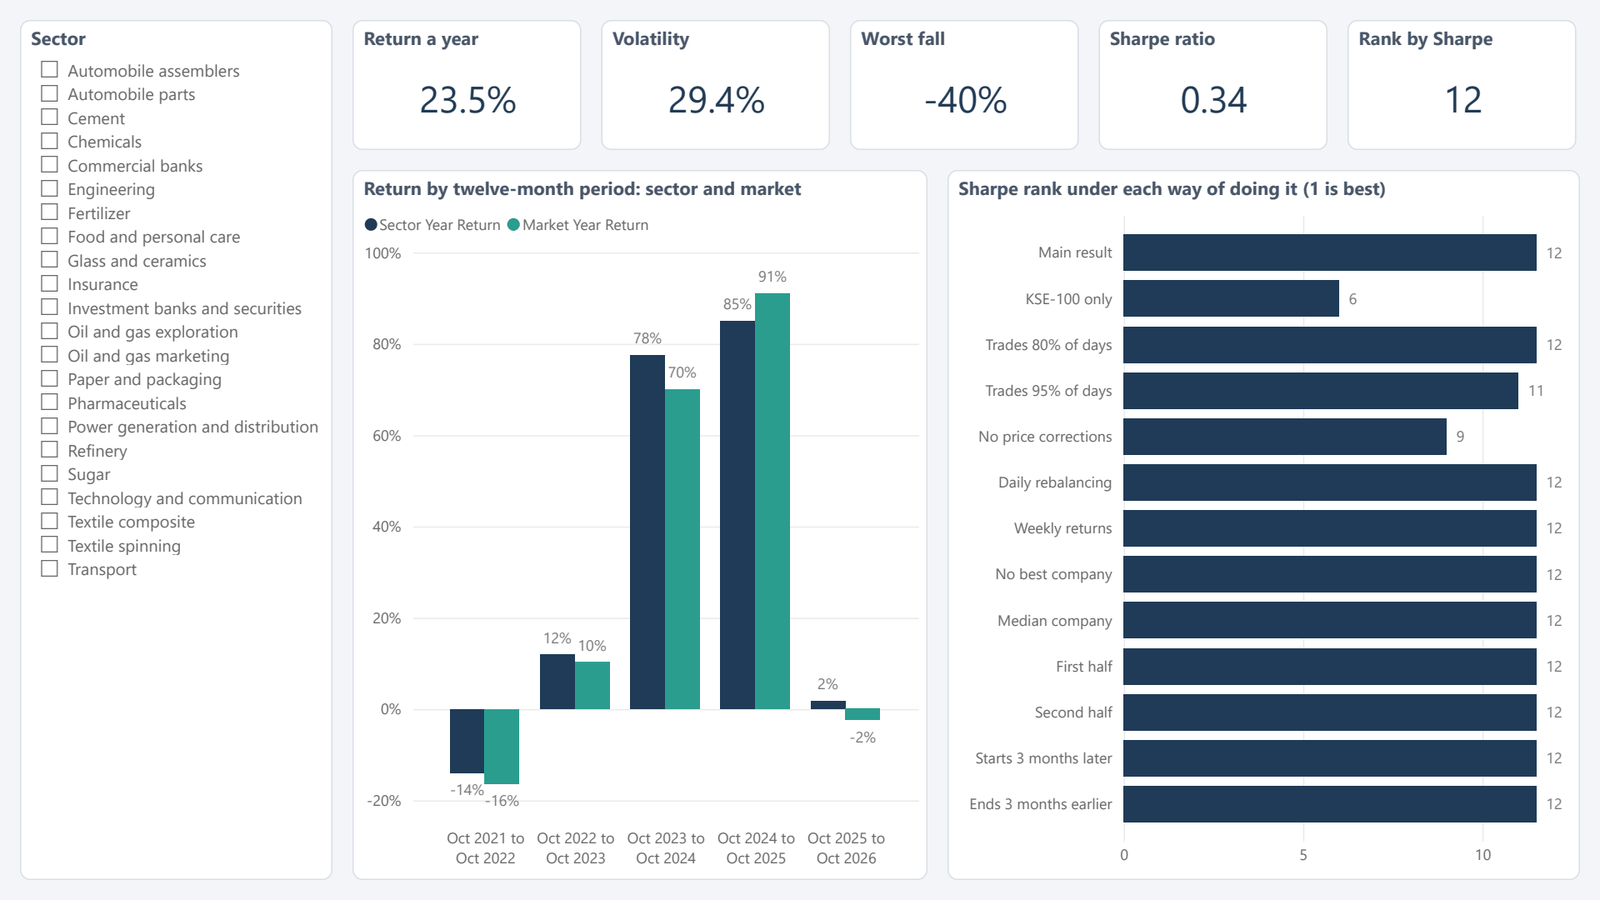 Sector
Automobile assemblers
Automobile parts
Cement
Chemicals
Commercial banks
Engineering
Fertilizer
Food and personal care
Glass and ceramics
Insurance
Investment banks and securities
Oil and gas exploration
Oil and gas marketing
Paper and packaging
Pharmaceuticals
Power generation and distribution
Refinery
Sugar
Technology and communication
Textile composite
Textile spinning
Transport
Return a year
23.5%
Volatility
29.4%
Worst fall
-40%
Sharpe ratio
0.34
Rank by Sharpe
12
Return by twelve-month period: sector and market
Sector Year Return Market Year Return
100%
80%
60%
40%
20%
0%
-20%
-14%
-16%
12%
10%
78%
70%
85%
91%
2%
-2%
Oct 2021 to
Oct 2022
Oct 2022 to
Oct 2023
Oct 2023 to
Oct 2024
Oct 2024 to
Oct 2025
Oct 2025 to
Oct 2026
Sharpe rank under each way of doing it (1 is best)
Main result 12
KSE-100 only 6
Trades 80% of days 12
Trades 95% of days 11
No price corrections 9
Daily rebalancing 12
Weekly returns 12
No best company 12
Median company 12
First half 12
Second half 12
Starts 3 months later 12
Ends 3 months earlier 12
0 5 10